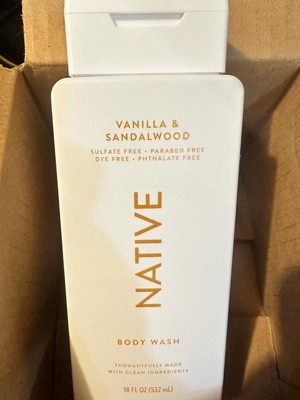 VANILLA &
SANDALWOOD
SULFATE FREE • PARABEN FREE
DYE FREE • PHTHALATE FREE
NATIVE
BODY WASH
THOUGHTFULLY MADE
WITH CLEAN INGREDIENTS
18 FL OZ (532 mL)